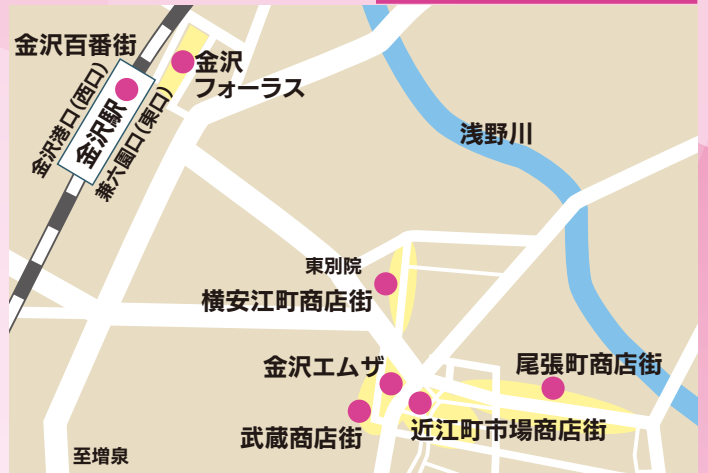 金沢百番街
金沢
フォーラス
金沢港口(西口)
金沢駅
兼六園口(東口)
浅野川
東別院
横安江町商店街
金沢エムザ
尾張町商店街
武蔵商店街
近江町市場商店街
至増泉